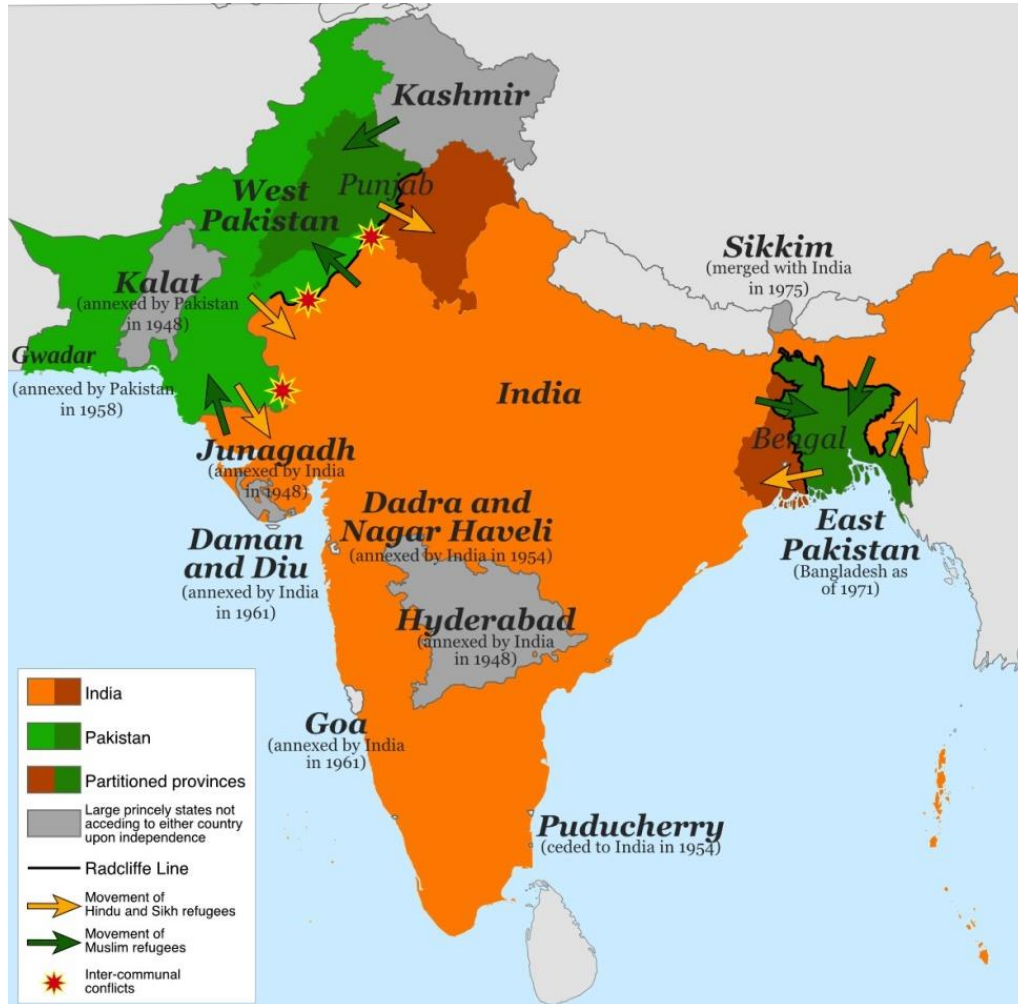 Kashmir
Punjab
West
Pakistan
Kalat
(annexed by Pakistan
in 1948)
Gwadar
(annexed by Pakistan
in 1958)
Sikkim
(merged with India
in 1975)
India
Bengal
Junagadh
(annexed by India
in 1948)
Dadra and
Nagar Haveli
(annexed by India in 1954)
Daman
and Diu
(annexed by India
in 1961)
East
Pakistan
(Bangladesh as
of 1971)
Hyderabad
(annexed by India
in 1948)
Goa
(annexed by India
in 1961)
Puducherry
(ceded to India in 1954)
India
Pakistan
Partitioned provinces
Large princely states not
acceding to either country
upon independence
Radcliffe Line
Movement of
Hindu and Sikh refugees
Movement of
Muslim refugees
Inter-communal
conflicts